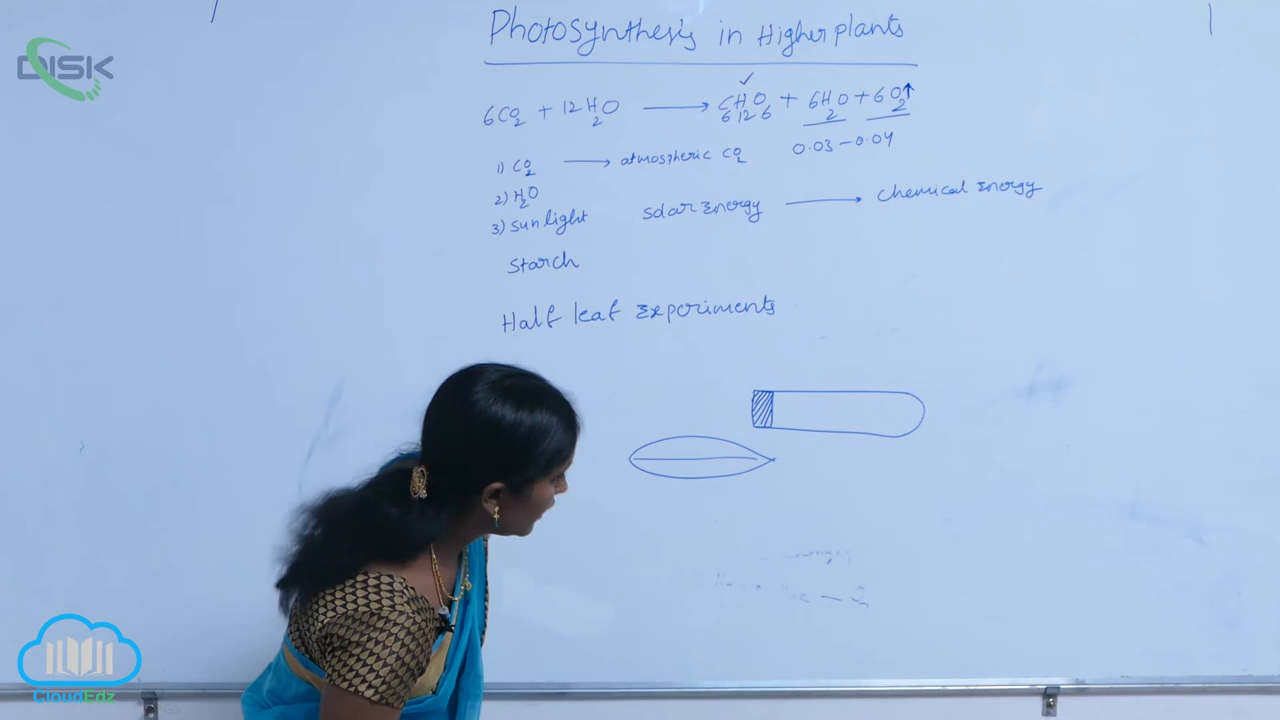 DISK
Photosynthesis in Higher plants
6CO2 + 12H2O → C6H12O6 + 6H2O + 6O2↑
0.03 - 0.04
1) CO2 → atmospheric CO2
2) H2O
3) sunlight solar Energy → chemical Energy
Starch
Half leaf Experiments
CloudEdz